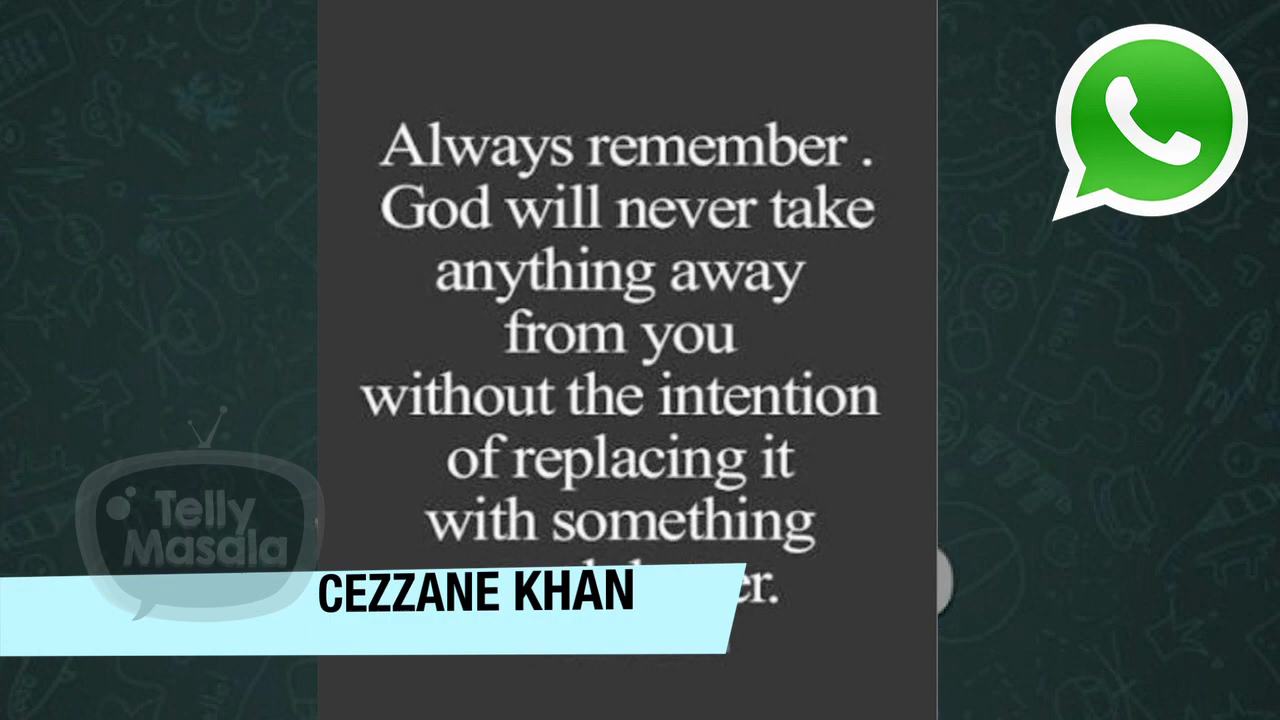 Always remember .
God will never take
anything away
from you
without the intention
of replacing it
with something
Telly
Masala
CEZZANE KHAN